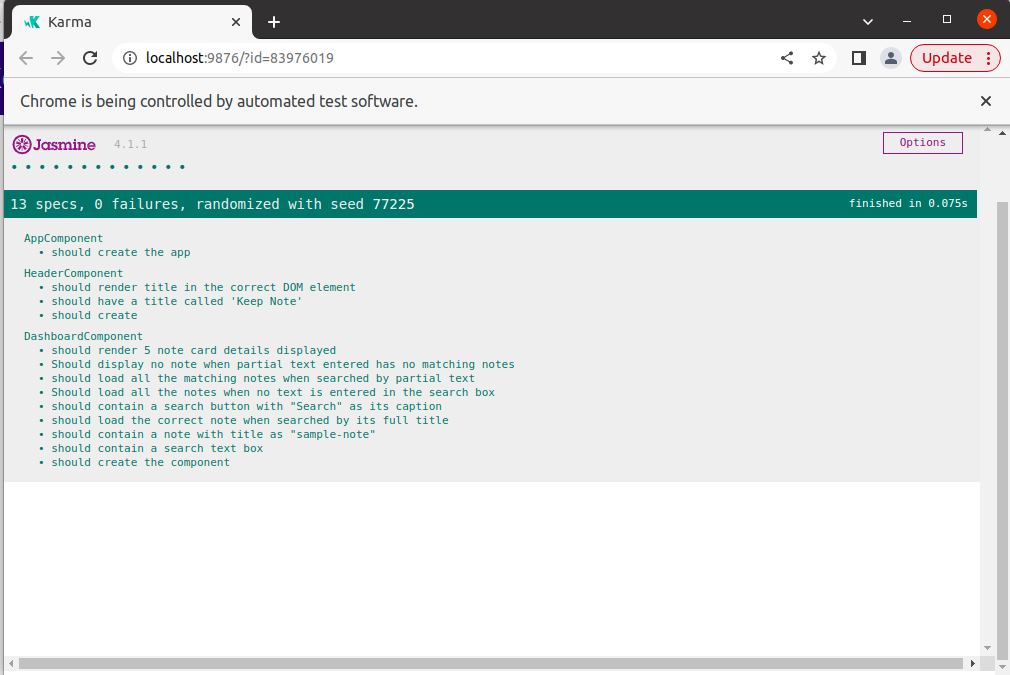 Karma
localhost:9876/?id=83976019
Update
Chrome is being controlled by automated test software.
Jasmine 4.1.1
Options
• • • • • • • • • • • • •
13 specs, 0 failures, randomized with seed 77225
finished in 0.075s
AppComponent
• should create the app
HeaderComponent
• should render title in the correct DOM element
• should have a title called 'Keep Note'
• should create
DashboardComponent
• should render 5 note card details displayed
• Should display no note when partial text entered has no matching notes
• should load all the matching notes when searched by partial text
• Should load all the notes when no text is entered in the search box
• should contain a search button with "Search" as its caption
• should load the correct note when searched by its full title
• should contain a note with title as "sample-note"
• should contain a search text box
• should create the component